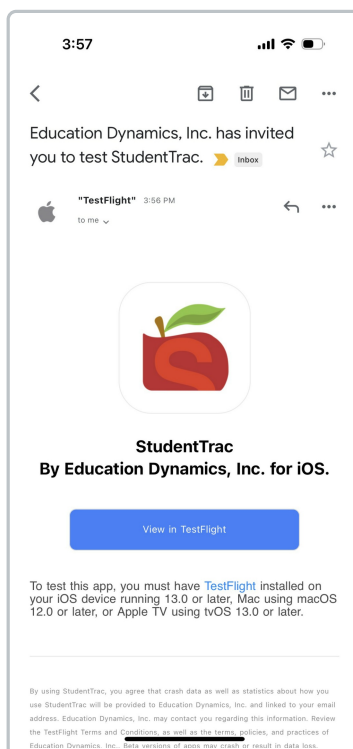 3:57
Education Dynamics, Inc. has invited
you to test StudentTrac. Inbox
"TestFlight" 3:56 PM
to me
S
StudentTrac
By Education Dynamics, Inc. for iOS.
View in TestFlight
To test this app, you must have TestFlight installed on
your iOS device running 13.0 or later, Mac using macOS
12.0 or later, or Apple TV using tvOS 13.0 or later.
By using StudentTrac, you agree that crash data as well as statistics about how you
use StudentTrac will be provided to Education Dynamics, Inc. and linked to your email
address. Education Dynamics, Inc. may contact you regarding this information. Review
the TestFlight Terms and Conditions, as well as the terms, policies, and practices of
Education Dynamics, Inc.. Beta versions of apps may crash or result in data loss.